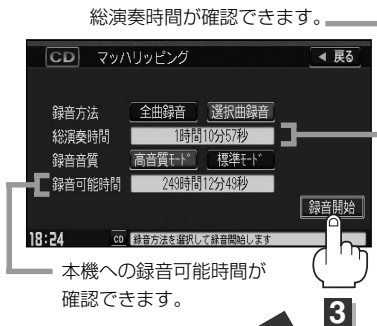 総演奏時間が確認できます。
CD マッハリッピング ◀ 戻る
録音方法 全曲録音 選択曲録音
総演奏時間 1時間10分57秒
録音音質 高音質ﾓｰﾄﾞ 標準ﾓｰﾄﾞ
録音可能時間 249時間12分49秒
録音開始
18:24 CD 録音方法を選択して録音開始します
本機への録音可能時間が
確認できます。
3